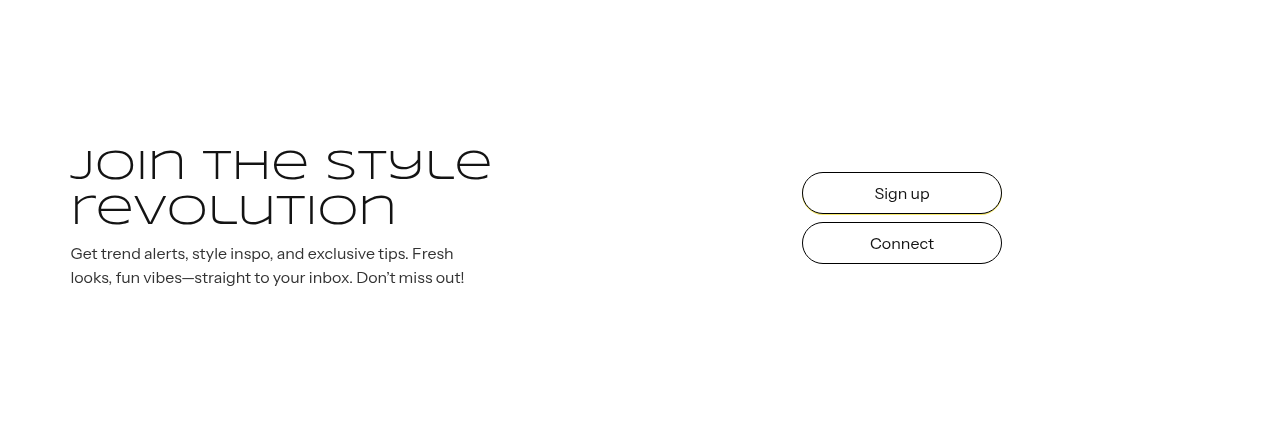 Join the style
revolution
Get trend alerts, style inspo, and exclusive tips. Fresh
looks, fun vibes—straight to your inbox. Don’t miss out!
Sign up
Connect